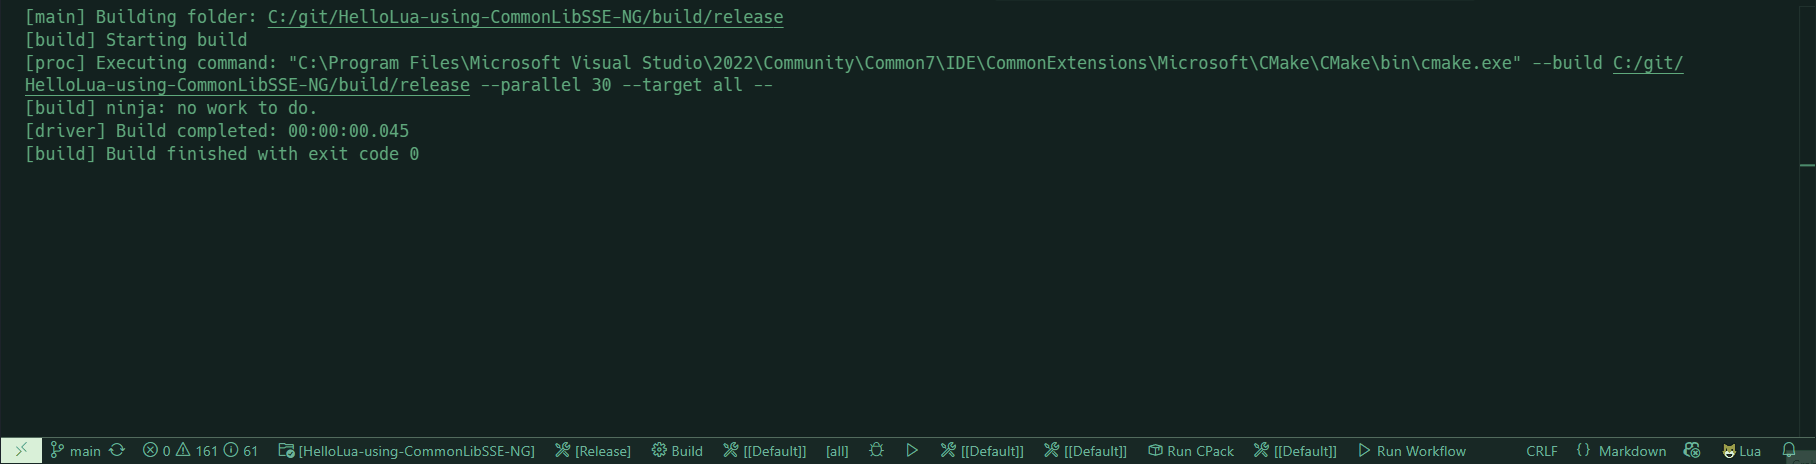 [main] Building folder: C:/git/HelloLua-using-CommonLibSSE-NG/build/release
[build] Starting build
[proc] Executing command: "C:\Program Files\Microsoft Visual Studio\2022\Community\Common7\IDE\CommonExtensions\Microsoft\CMake\CMake\bin\cmake.exe" --build C:/git/
HelloLua-using-CommonLibSSE-NG/build/release --parallel 30 --target all --
[build] ninja: no work to do.
[driver] Build completed: 00:00:00.045
[build] Build finished with exit code 0
main 0 161 61 [HelloLua-using-CommonLibSSE-NG] [Release] Build [[Default]] [all] [[Default]] [[Default]] Run CPack [[Default]] Run Workflow CRLF {} Markdown Lua